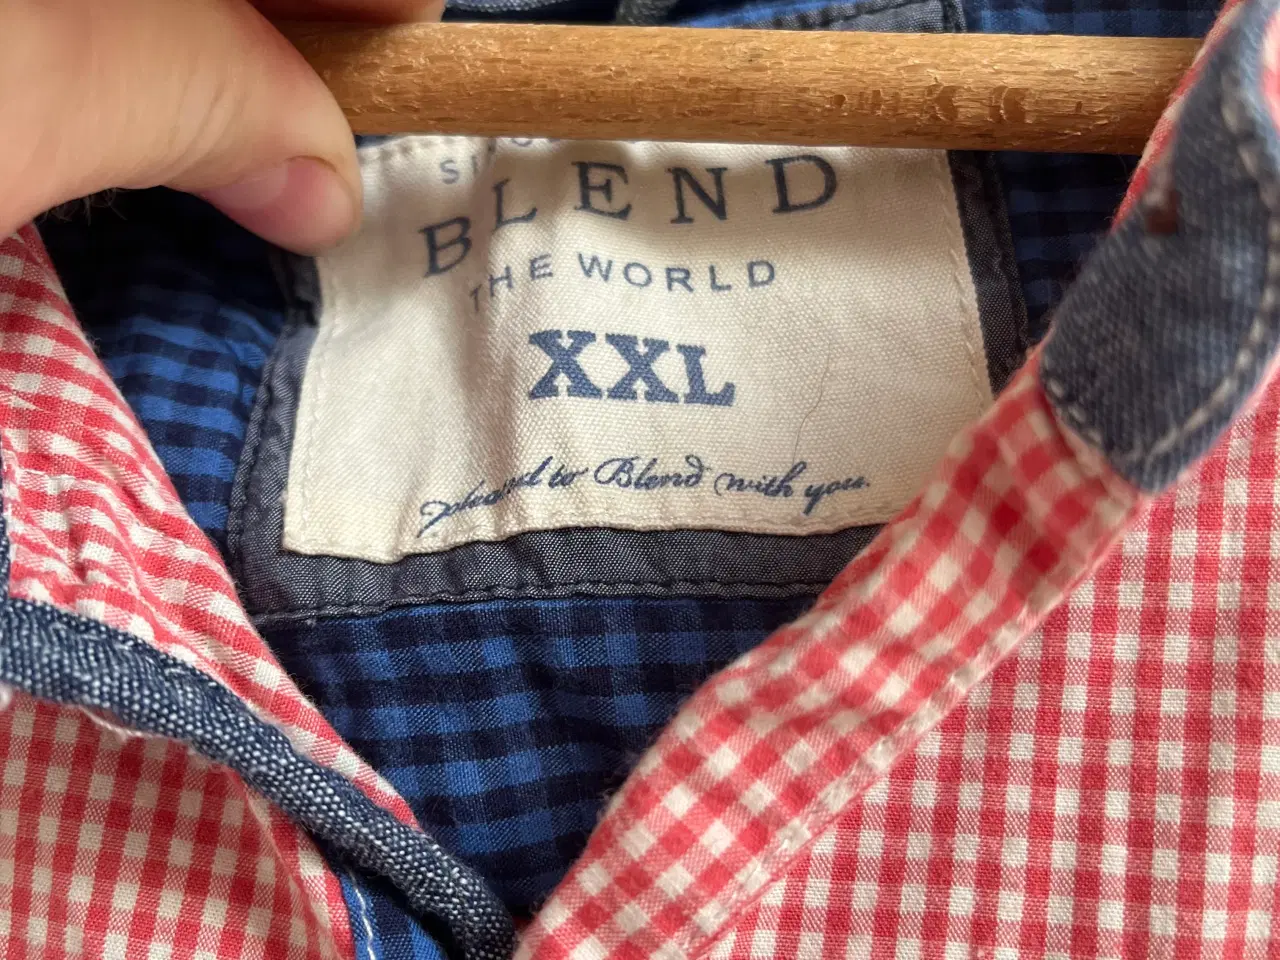 BLEND
THE WORLD
XXL
pleased to Blend with you.